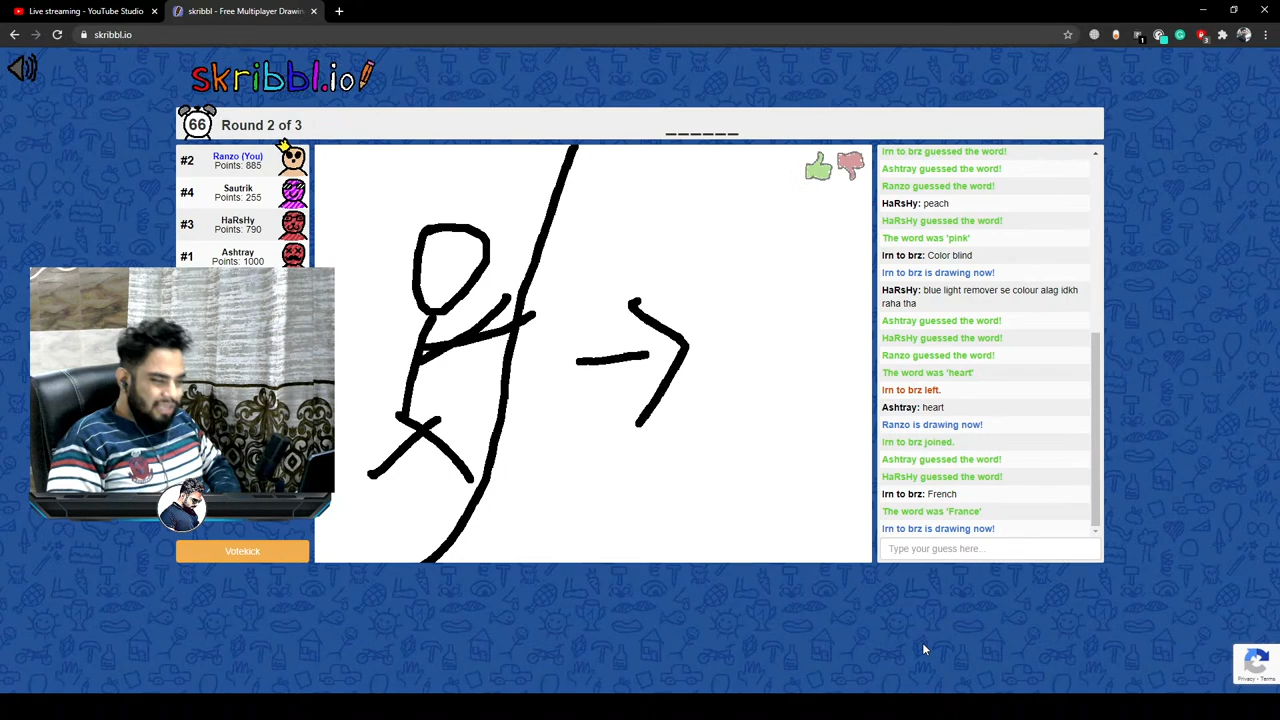 Live streaming - YouTube Studio
skribbl - Free Multiplayer Drawin
skribbl.io
skribbl.io
66
Round 2 of 3
______
#2 Ranzo (You)
Points: 885
#4 Sautrik
Points: 255
#3 HaRsHy
Points: 790
#1 Ashtray
Points: 1000
Votekick
Irn to brz guessed the word!
Ashtray guessed the word!
Ranzo guessed the word!
HaRsHy: peach
HaRsHy guessed the word!
The word was 'pink'
Irn to brz: Color blind
Irn to brz is drawing now!
HaRsHy: blue light remover se colour alag idkh
raha tha
Ashtray guessed the word!
HaRsHy guessed the word!
Ranzo guessed the word!
The word was 'heart'
Irn to brz left.
Ashtray: heart
Ranzo is drawing now!
Irn to brz joined.
Ashtray guessed the word!
HaRsHy guessed the word!
Irn to brz: French
The word was 'France'
Irn to brz is drawing now!
Type your guess here...
Privacy - Terms